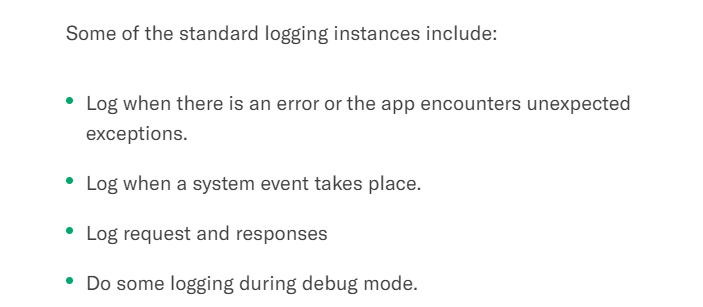 Some of the standard logging instances include:
Log when there is an error or the app encounters unexpected
exceptions.
Log when a system event takes place.
Log request and responses
Do some logging during debug mode.